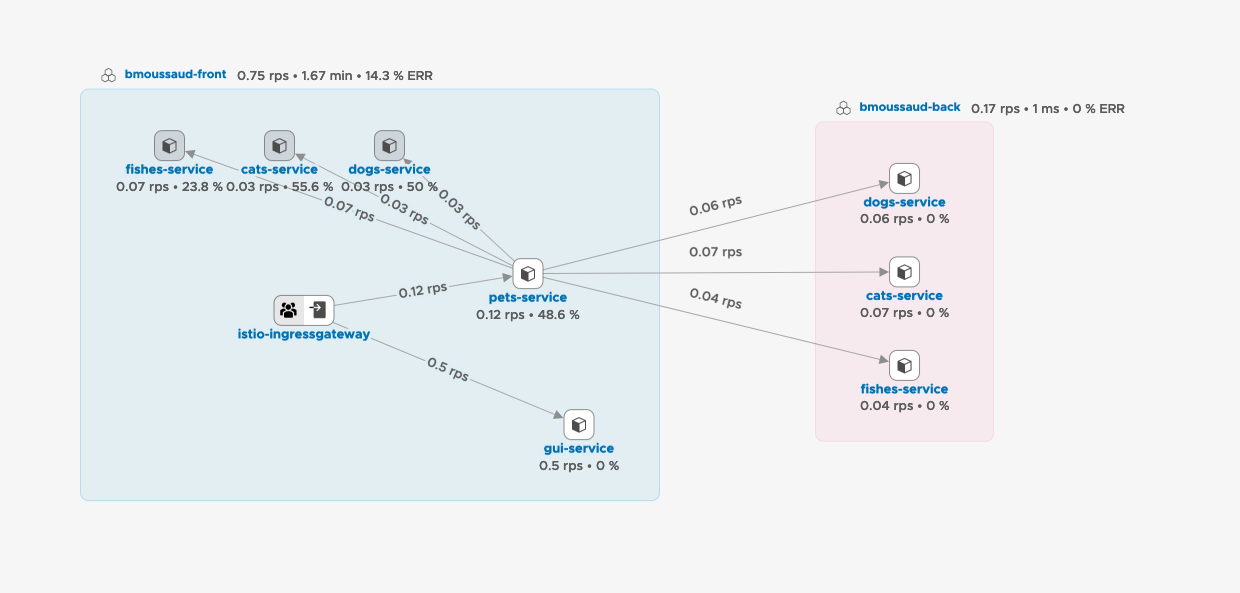 bmoussaud-front 0.75 rps • 1.67 min • 14.3 % ERR
bmoussaud-back 0.17 rps • 1 ms • 0 % ERR
fishes-service
0.07 rps • 23.8 %
cats-service
0.03 rps • 55.6 %
dogs-service
0.03 rps • 50 %
0.07 rps
0.03 rps
0.03 rps
0.06 rps
dogs-service
0.06 rps • 0 %
0.07 rps
cats-service
0.07 rps • 0 %
0.04 rps
fishes-service
0.04 rps • 0 %
pets-service
0.12 rps • 48.6 %
0.12 rps
istio-ingressgateway
0.5 rps
gui-service
0.5 rps • 0 %